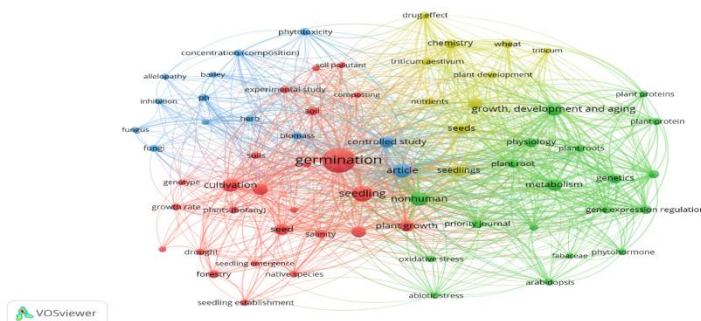 drug effect
phytotoxicity
chemistry
wheat
triticum
concentration (composition)
soil pollutant
triticum aestivum
allelopathy
barley
plant development
experimental study
composting
nutrients
plant proteins
inhibition
ph
soil
growth, development and aging
herb
seeds
plant protein
fungus
biomass
controlled study
physiology
fungi
soils
germination
plant roots
article
seedlings
plant root
genotype
cultivation
metabolism
genetics
seedling
nonhuman
growth rate
plants (botany)
gene expression regulation
seed
salinity
plant growth
priority journal
drought
seedling emergence
oxidative stress
fabaceae
phytohormone
forestry
native species
arabidopsis
abiotic stress
seedling establishment
VOSviewer